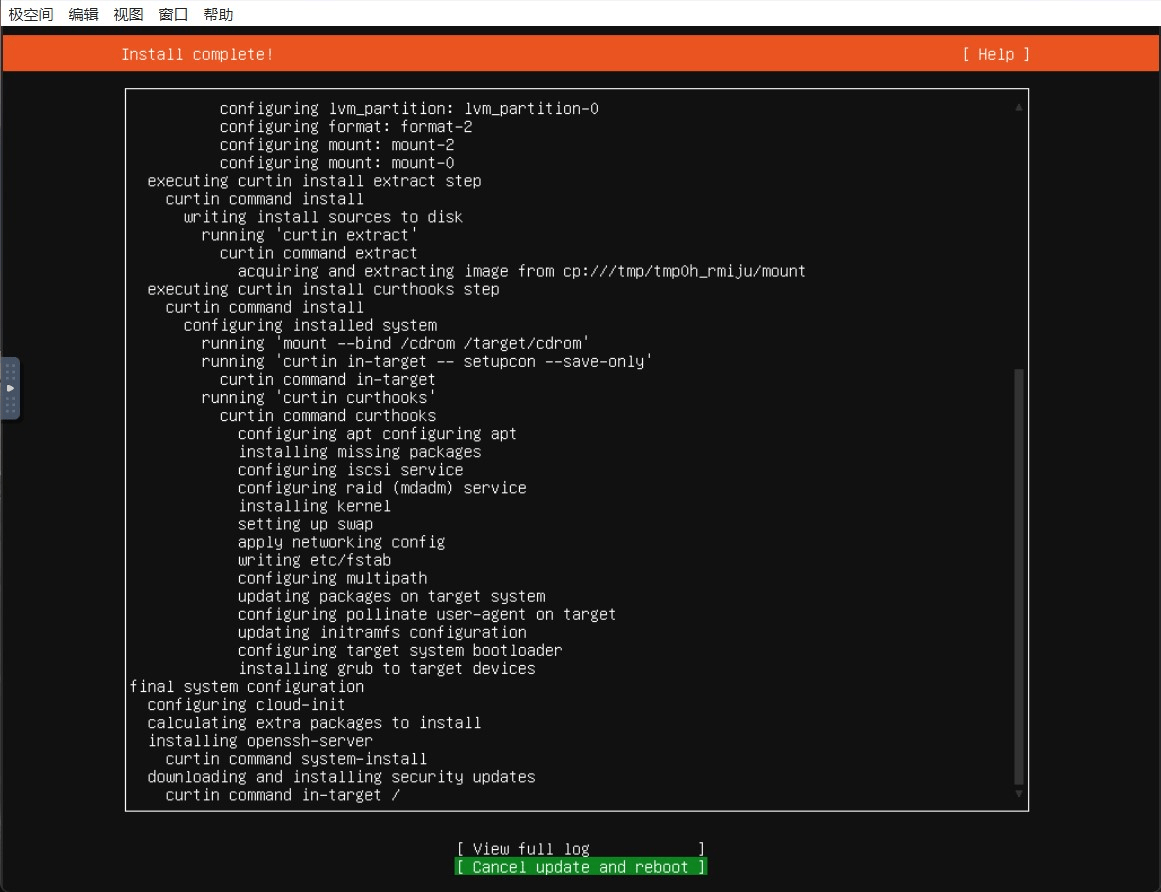 极空间 编辑 视图 窗口 帮助
Install complete! [ Help ]
configuring lvm_partition: lvm_partition-0
configuring format: format-2
configuring mount: mount-2
configuring mount: mount-0
executing curtin install extract step
curtin command install
writing install sources to disk
running 'curtin extract'
curtin command extract
acquiring and extracting image from cp:///tmp/tmp0h_rmiju/mount
executing curtin install curthooks step
curtin command install
configuring installed system
running 'mount --bind /cdrom /target/cdrom'
running 'curtin in-target -- setupcon --save-only'
curtin command in-target
running 'curtin curthooks'
curtin command curthooks
configuring apt configuring apt
installing missing packages
configuring iscsi service
configuring raid (mdadm) service
installing kernel
setting up swap
apply networking config
writing etc/fstab
configuring multipath
updating packages on target system
configuring pollinate user-agent on target
updating initramfs configuration
configuring target system bootloader
installing grub to target devices
final system configuration
configuring cloud-init
calculating extra packages to install
installing openssh-server
curtin command system-install
downloading and installing security updates
curtin command in-target /
[ View full log ]
[ Cancel update and reboot ]